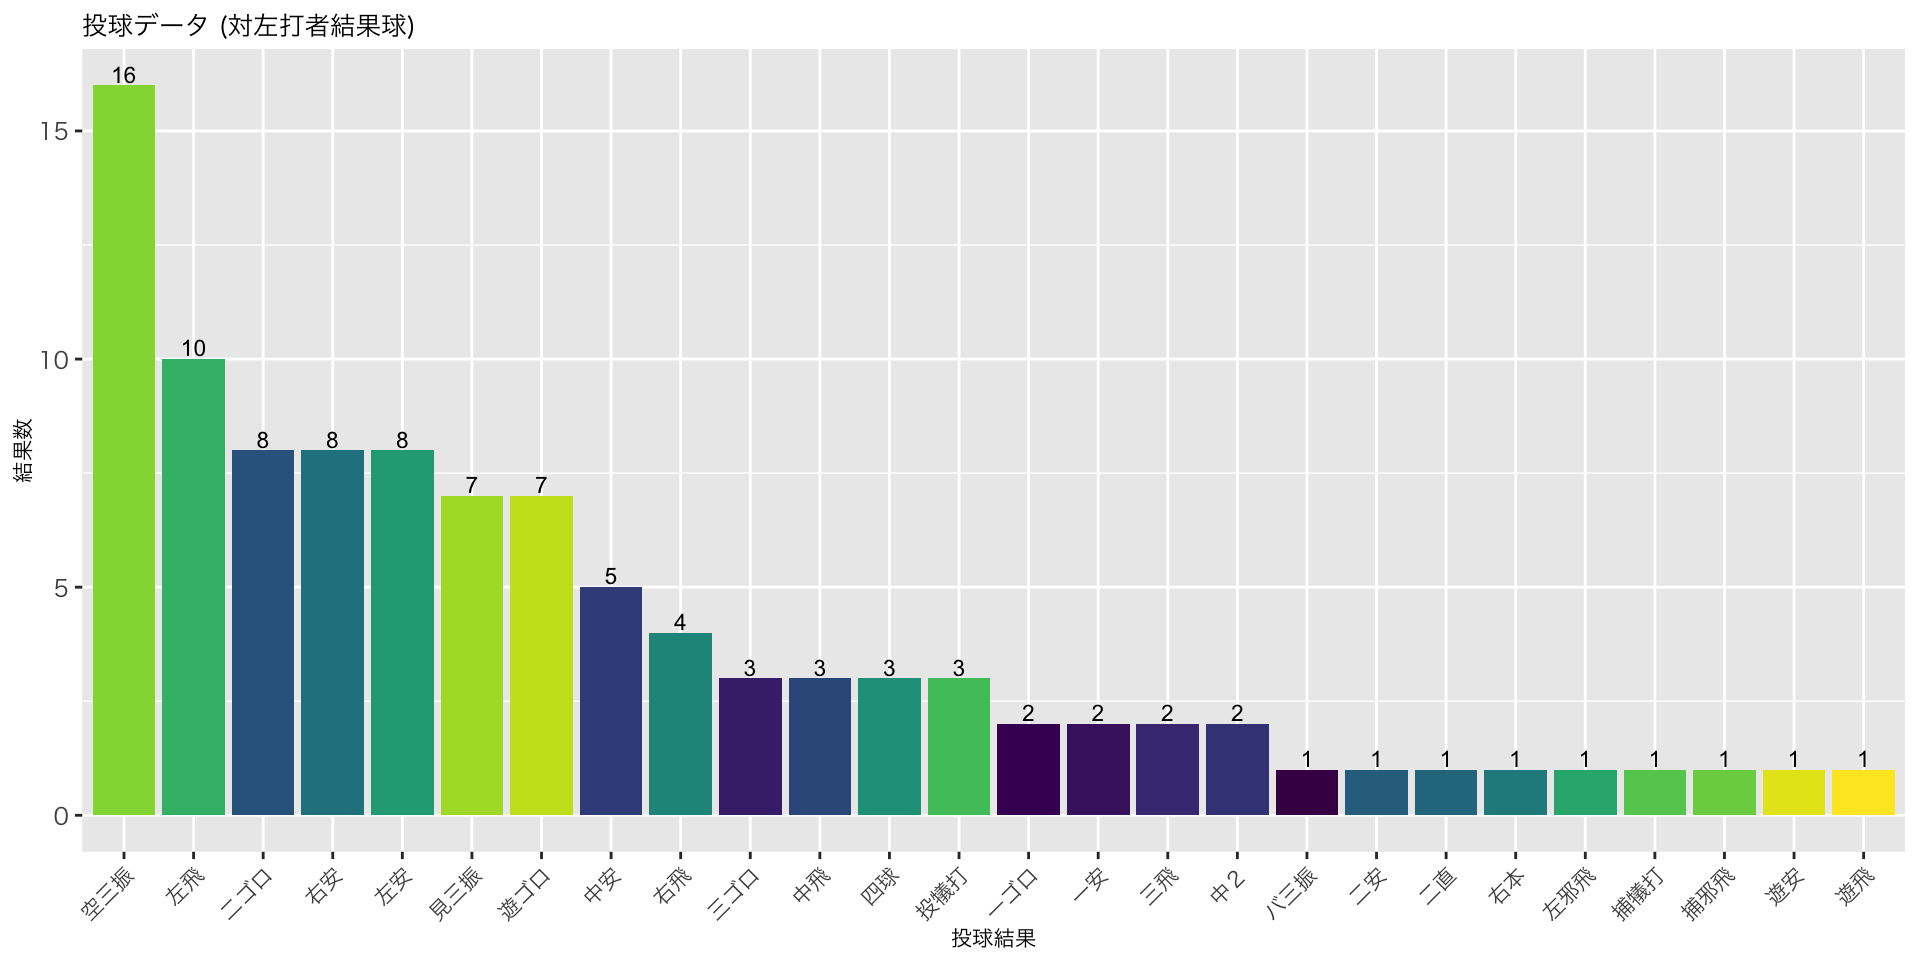 投球データ (対左打者結果球)
結果数
15
10
5
0
16
10
8
8
8
7
7
5
4
3
3
3
3
2
2
2
2
1
1
1
1
1
1
1
1
1
空三振
左飛
二ゴロ
右安
左安
見三振
遊ゴロ
中安
右飛
三ゴロ
中飛
四球
投犠打
一ゴロ
一安
三飛
中２
バ三振
二安
二直
右本
左邪飛
捕犠打
捕邪飛
遊安
遊飛
投球結果